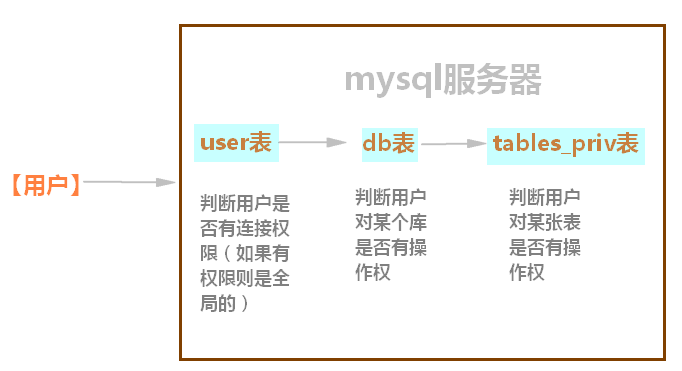 mysql服务器
user表
db表
tables_priv表
【用户】
判断用户是
否有连接权
限（如果有
权限则是全
局的）
判断用户
对某个库
是否有操
作权
判断用户
对某张表
是否有操
作权